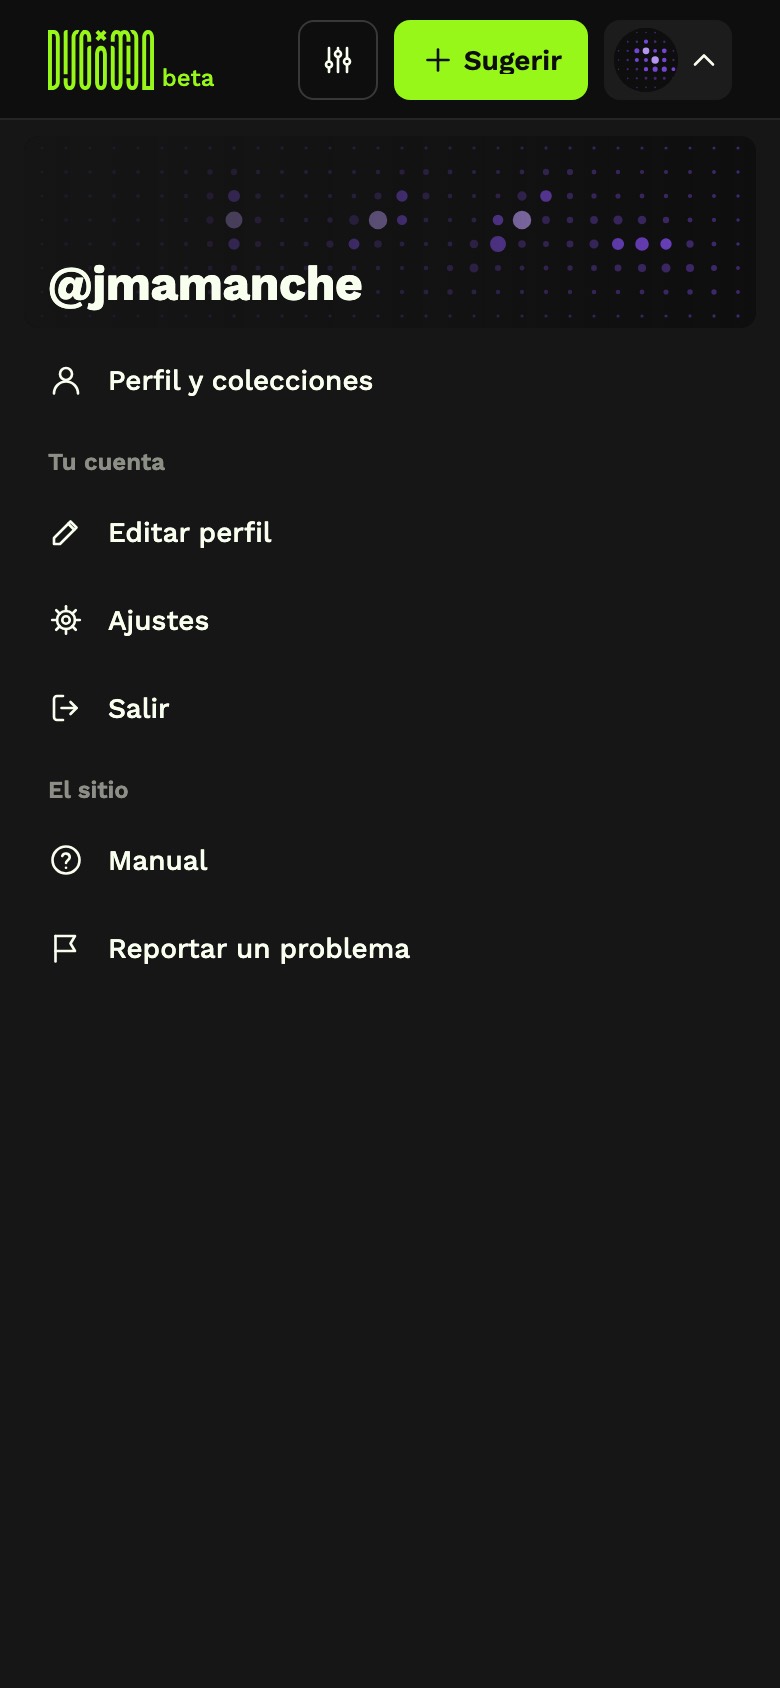 beta
Sugerir
@jmamanche
Perfil y colecciones
Tu cuenta
Editar perfil
Ajustes
Salir
El sitio
Manual
Reportar un problema